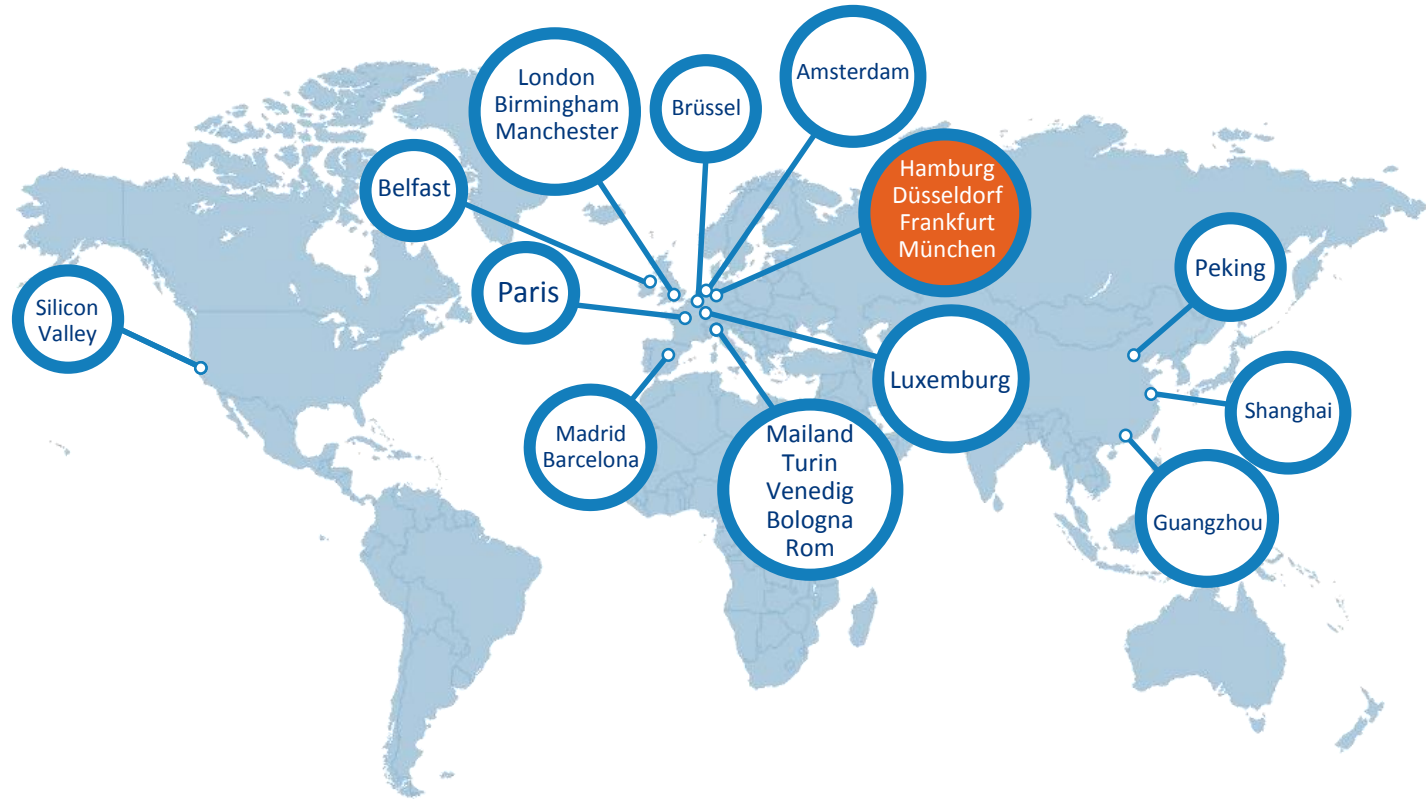 London
Birmingham
Manchester
Brüssel
Amsterdam
Belfast
Hamburg
Düsseldorf
Frankfurt
München
Silicon
Valley
Paris
Peking
Luxemburg
Madrid
Barcelona
Mailand
Turin
Venedig
Bologna
Rom
Shanghai
Guangzhou